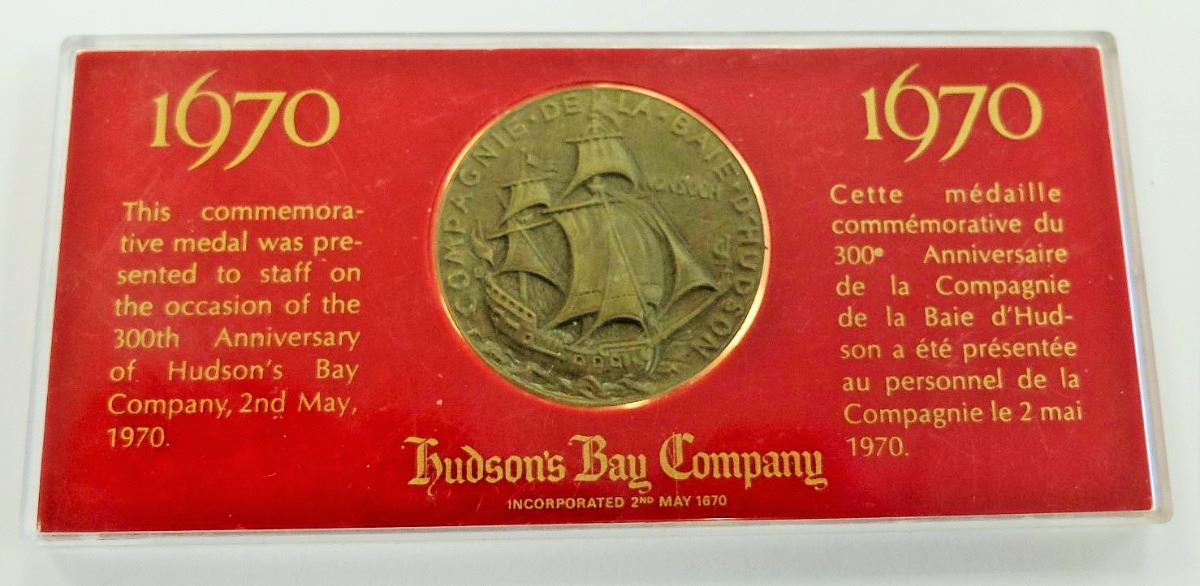 1670
This commemora-
tive medal was pre-
sented to staff on
the occasion of the
300th Anniversary
of Hudson's Bay
Company, 2nd May,
1970.
COMPAGNIE·DE·LA·BAIE·D'HUDSON
NONSUCH
Hudson's Bay Company
INCORPORATED 2ND MAY 1670
1670
Cette médaille
commémorative du
300e Anniversaire
de la Compagnie
de la Baie d'Hud-
son a été présentée
au personnel de la
Compagnie le 2 mai
1970.